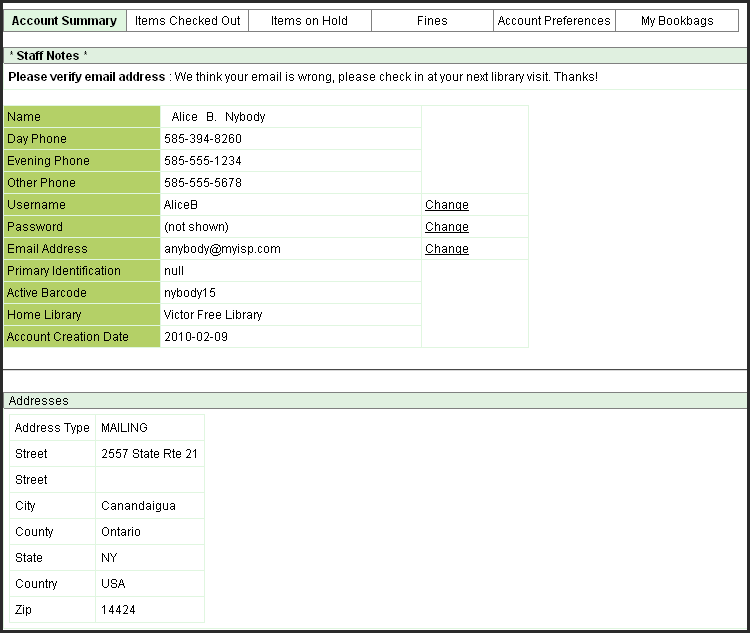 Account Summary Items Checked Out Items on Hold Fines Account Preferences My Bookbags
* Staff Notes *
Please verify email address : We think your email is wrong, please check in at your next library visit. Thanks!
Name Alice B. Nybody
Day Phone 585-394-8260
Evening Phone 585-555-1234
Other Phone 585-555-5678
Username AliceB Change
Password (not shown) Change
Email Address anybody@myisp.com Change
Primary Identification null
Active Barcode nybody15
Home Library Victor Free Library
Account Creation Date 2010-02-09
Addresses
Address Type MAILING
Street 2557 State Rte 21
Street
City Canandaigua
County Ontario
State NY
Country USA
Zip 14424